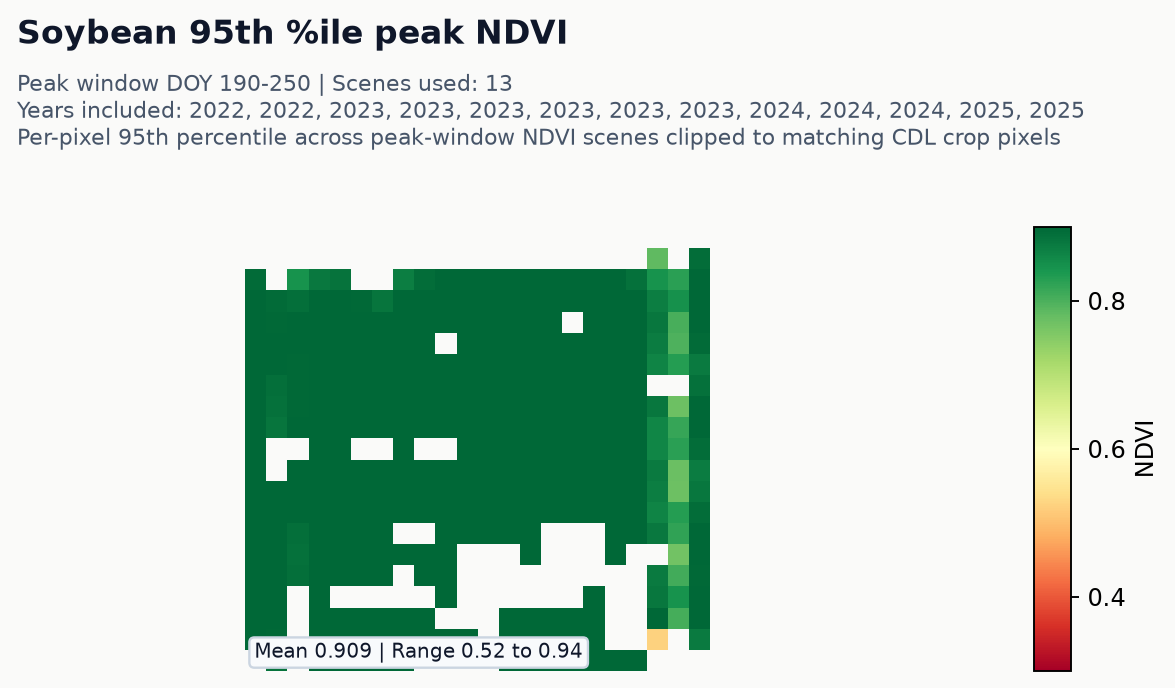 Soybean 95th %ile peak NDVI
Peak window DOY 190-250 | Scenes used: 13
Years included: 2022, 2022, 2023, 2023, 2023, 2023, 2023, 2023, 2024, 2024, 2024, 2025, 2025
Per-pixel 95th percentile across peak-window NDVI scenes clipped to matching CDL crop pixels
0.8
0.6
0.4
NDVI
Mean 0.909 | Range 0.52 to 0.94